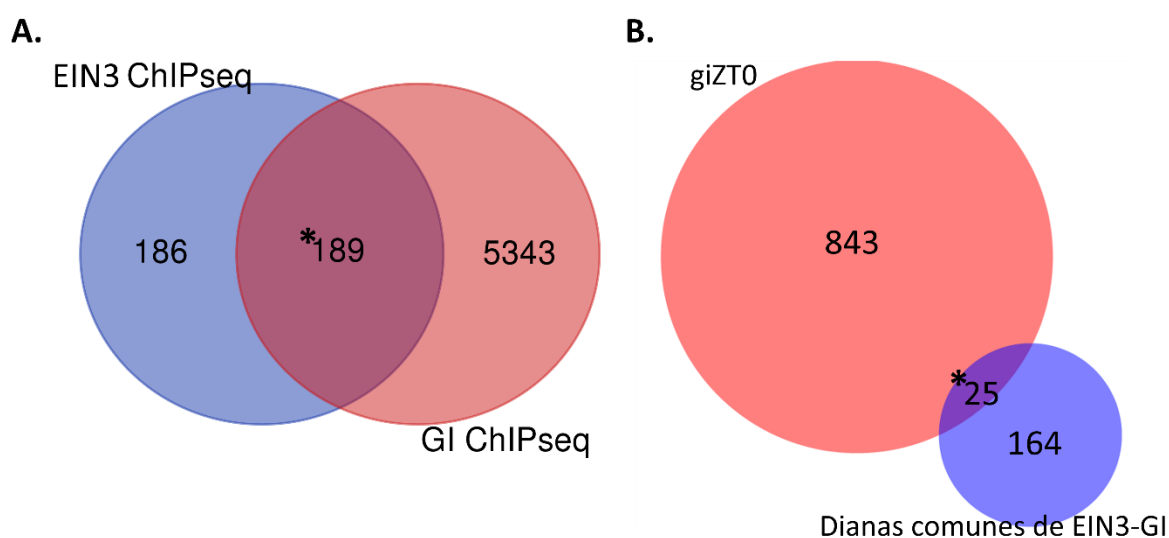 A.
EIN3 ChIPseq
186
*189
5343
GI ChIPseq
B.
giZT0
843
*25
164
Dianas comunes de EIN3-GI